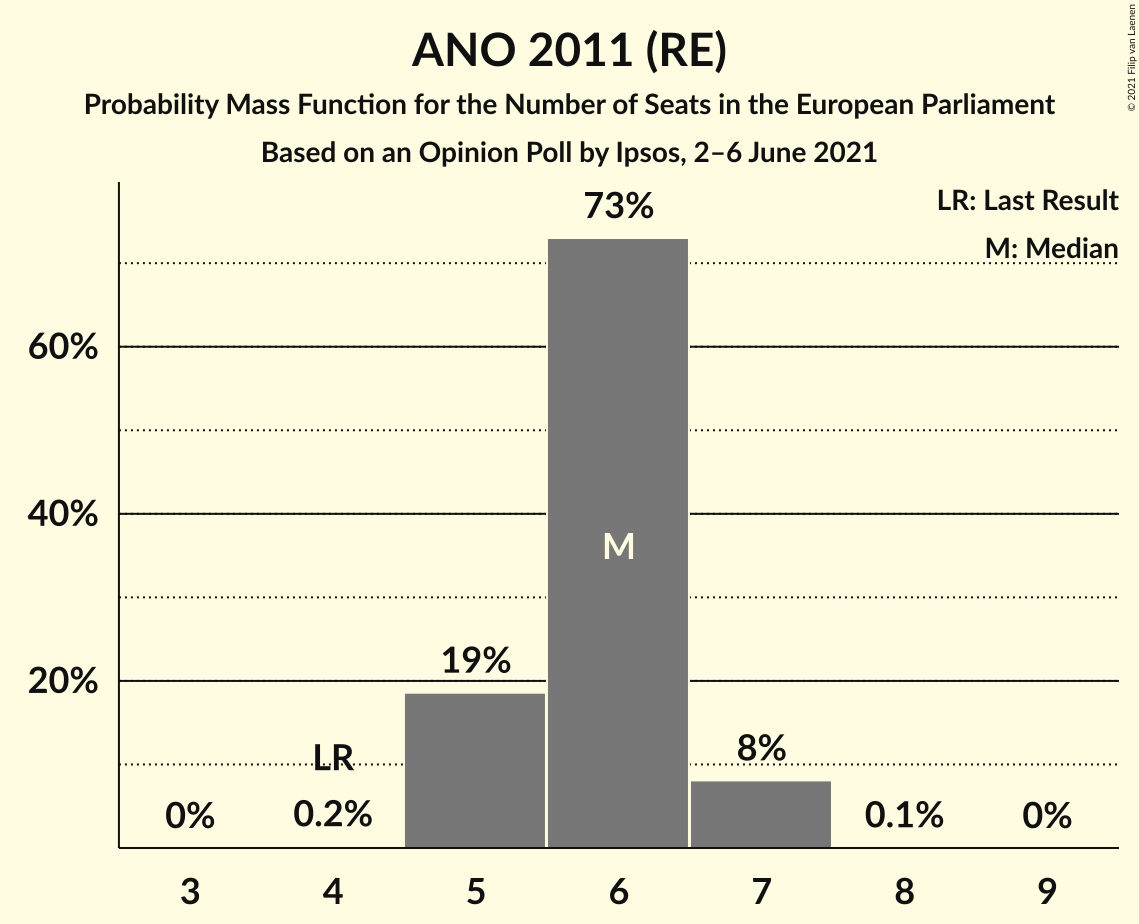 ANO 2011 (RE)
Probability Mass Function for the Number of Seats in the European Parliament
Based on an Opinion Poll by Ipsos, 2–6 June 2021
© 2021 Filip van Laenen
LR: Last Result
M: Median
73%
60%
40%
M
19%
20%
LR
8%
0%
0.2%
0.1%
0%
3
4
5
6
7
8
9